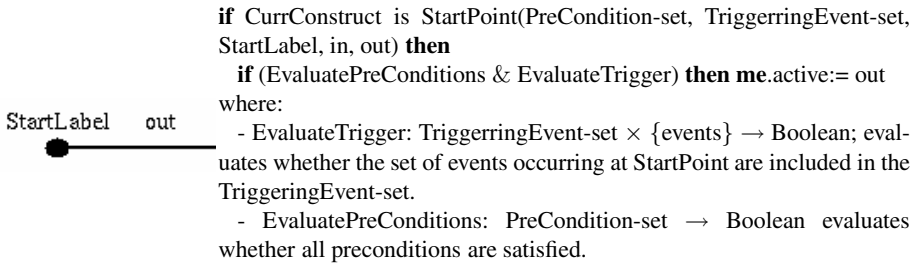 StartLabel out
if CurrConstruct is StartPoint(PreCondition-set, TriggerringEvent-set,
StartLabel, in, out) then
if (EvaluatePreConditions & EvaluateTrigger) then me.active:= out
where:
- EvaluateTrigger: TriggerringEvent-set × {events} → Boolean; eval-
uates whether the set of events occurring at StartPoint are included in the
TriggeringEvent-set.
- EvaluatePreConditions: PreCondition-set → Boolean evaluates
whether all preconditions are satisfied.